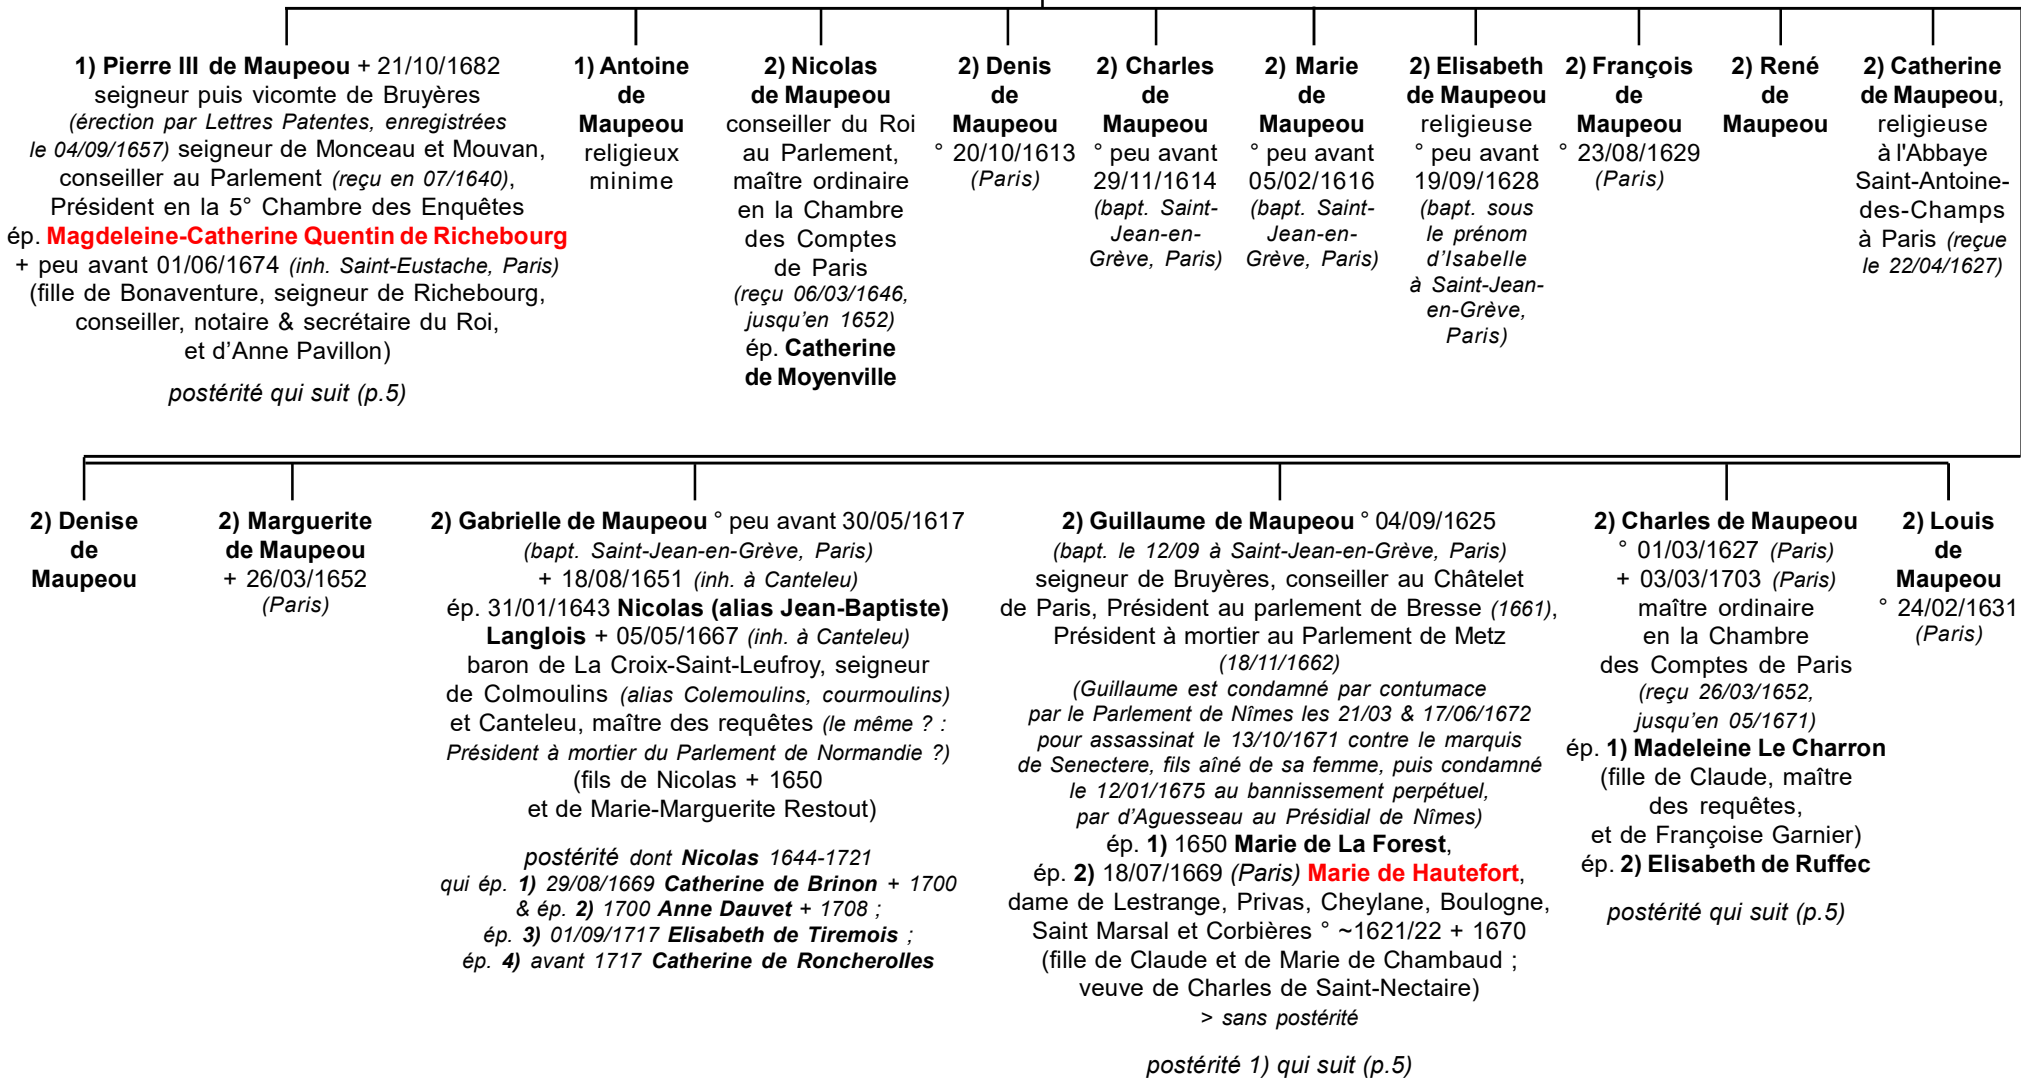 1) Pierre III de Maupeou + 21/10/1682
seigneur puis vicomte de Bruyères
(érection par Lettres Patentes, enregistrées
le 04/09/1657) seigneur de Monceau et Mouvan,
conseiller au Parlement (reçu en 07/1640),
Président en la 5° Chambre des Enquêtes
ép. Magdeleine-Catherine Quentin de Richebourg
+ peu avant 01/06/1674 (inh. Saint-Eustache, Paris)
(fille de Bonaventure, seigneur de Richebourg,
conseiller, notaire & secrétaire du Roi,
et d'Anne Pavillon)
postérité qui suit (p.5)
1) Antoine
de
Maupeou
religieux
minime
2) Nicolas
de Maupeou
conseiller du Roi
au Parlement,
maître ordinaire
en la Chambre
des Comptes
de Paris
(reçu 06/03/1646,
jusqu'en 1652)
ép. Catherine
de Moyenville
2) Denis
de
Maupeou
° 20/10/1613
(Paris)
2) Charles
de
Maupeou
° peu avant
29/11/1614
(bapt. Saint-
Jean-en-
Grève, Paris)
2) Marie
de
Maupeou
° peu avant
05/02/1616
(bapt. Saint-
Jean-en-
Grève, Paris)
2) Elisabeth
de Maupeou
religieuse
° peu avant
19/09/1628
(bapt. sous
le prénom
d'Isabelle
à Saint-Jean-
en-Grève,
Paris)
2) François
de
Maupeou
° 23/08/1629
(Paris)
2) René
de
Maupeou
2) Catherine
de Maupeou,
religieuse
à l'Abbaye
Saint-Antoine-
des-Champs
à Paris (reçue
le 22/04/1627)
2) Denise
de
Maupeou
2) Marguerite
de Maupeou
+ 26/03/1652
(Paris)
2) Gabrielle de Maupeou ° peu avant 30/05/1617
(bapt. Saint-Jean-en-Grève, Paris)
+ 18/08/1651 (inh. à Canteleu)
ép. 31/01/1643 Nicolas (alias Jean-Baptiste)
Langlois + 05/05/1667 (inh. à Canteleu)
baron de La Croix-Saint-Leufroy, seigneur
de Colmoulins (alias Colemoulins, courmoulins)
et Canteleu, maître des requêtes (le même ? :
Président à mortier du Parlement de Normandie ?)
(fils de Nicolas + 1650
et de Marie-Marguerite Restout)
postérité dont Nicolas 1644-1721
qui ép. 1) 29/08/1669 Catherine de Brinon + 1700
& ép. 2) 1700 Anne Dauvet + 1708 ;
ép. 3) 01/09/1717 Elisabeth de Tiremois ;
ép. 4) avant 1717 Catherine de Roncherolles
2) Guillaume de Maupeou ° 04/09/1625
(bapt. le 12/09 à Saint-Jean-en-Grève, Paris)
seigneur de Bruyères, conseiller au Châtelet
de Paris, Président au parlement de Bresse (1661),
Président à mortier au Parlement de Metz
(18/11/1662)
(Guillaume est condamné par contumace
par le Parlement de Nîmes les 21/03 & 17/06/1672
pour assassinat le 13/10/1671 contre le marquis
de Senectere, fils aîné de sa femme, puis condamné
le 12/01/1675 au bannissement perpétuel,
par d'Aguesseau au Présidial de Nîmes)
ép. 1) 1650 Marie de La Forest,
ép. 2) 18/07/1669 (Paris) Marie de Hautefort,
dame de Lestrange, Privas, Cheylane, Boulogne,
Saint Marsal et Corbières ° ~1621/22 + 1670
(fille de Claude et de Marie de Chambaud ;
veuve de Charles de Saint-Nectaire)
> sans postérité
postérité 1) qui suit (p.5)
2) Charles de Maupeou
° 01/03/1627 (Paris)
+ 03/03/1703 (Paris)
maître ordinaire
en la Chambre
des Comptes de Paris
(reçu 26/03/1652,
jusqu'en 05/1671)
ép. 1) Madeleine Le Charron
(fille de Claude, maître
des requêtes,
et de Françoise Garnier)
ép. 2) Elisabeth de Ruffec
postérité qui suit (p.5)
2) Louis
de
Maupeou
° 24/02/1631
(Paris)